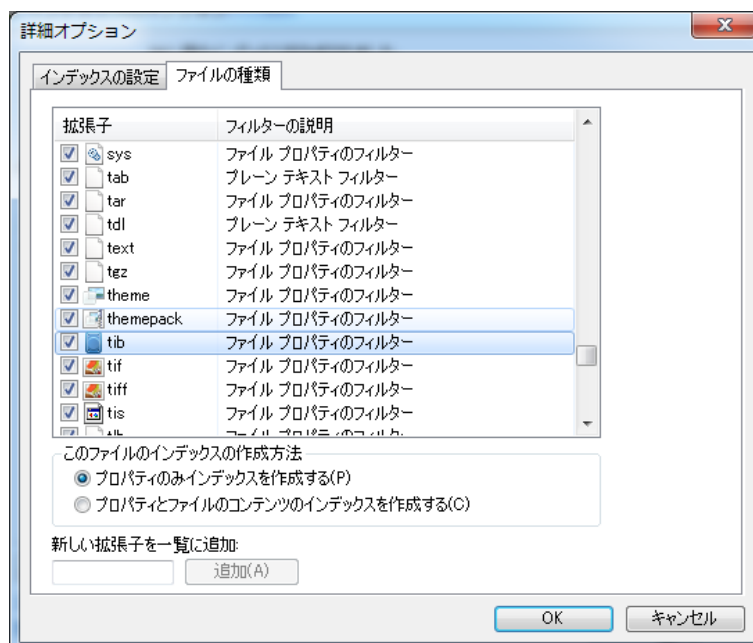 詳細オプション
インデックスの設定 ファイルの種類
拡張子 フィルターの説明
sys ファイル プロパティのフィルター
tab プレーン テキスト フィルター
tar ファイル プロパティのフィルター
tdl プレーン テキスト フィルター
text ファイル プロパティのフィルター
tgz ファイル プロパティのフィルター
theme ファイル プロパティのフィルター
themepack ファイル プロパティのフィルター
tib ファイル プロパティのフィルター
tif ファイル プロパティのフィルター
tiff ファイル プロパティのフィルター
tis ファイル プロパティのフィルター
このファイルのインデックスの作成方法
プロパティのみインデックスを作成する(P)
プロパティとファイルのコンテンツのインデックスを作成する(C)
新しい拡張子を一覧に追加:
追加(A)
OK キャンセル